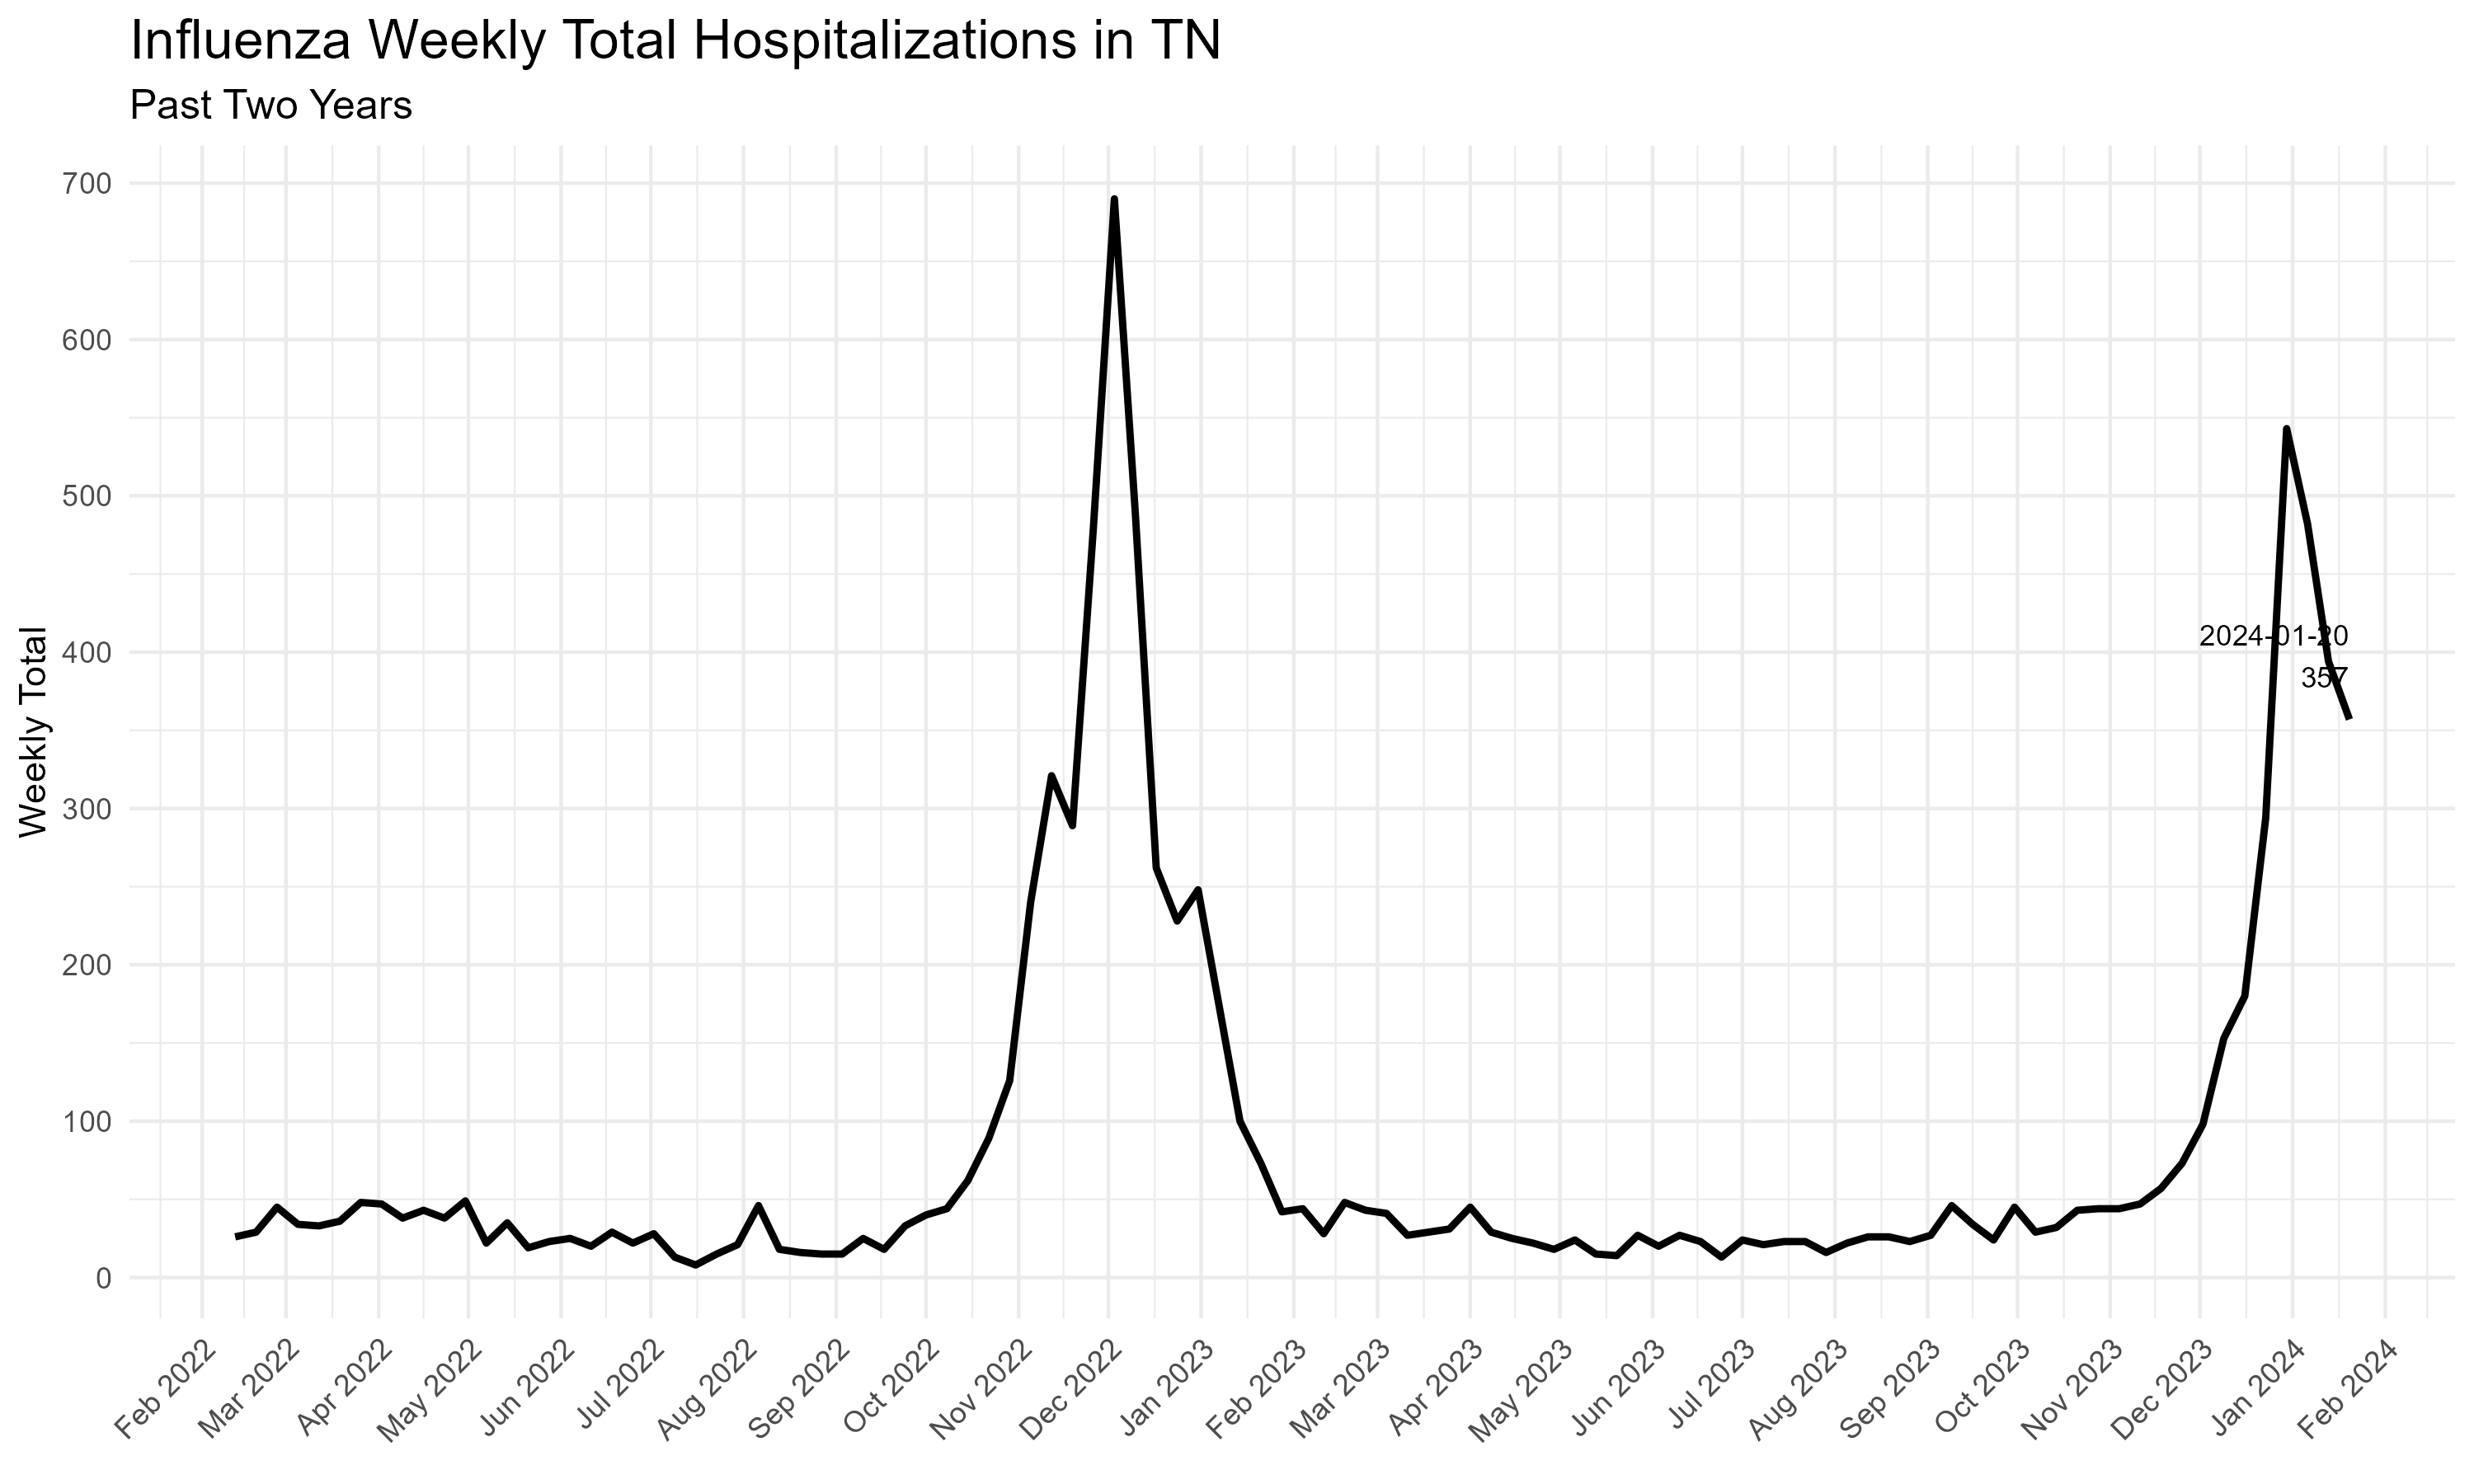 Influenza Weekly Total Hospitalizations in TN
Past Two Years
Weekly Total
700
600
500
400
300
200
100
0
2024-01-20
357
Feb 2022
Mar 2022
Apr 2022
May 2022
Jun 2022
Jul 2022
Aug 2022
Sep 2022
Oct 2022
Nov 2022
Dec 2022
Jan 2023
Feb 2023
Mar 2023
Apr 2023
May 2023
Jun 2023
Jul 2023
Aug 2023
Sep 2023
Oct 2023
Nov 2023
Dec 2023
Jan 2024
Feb 2024